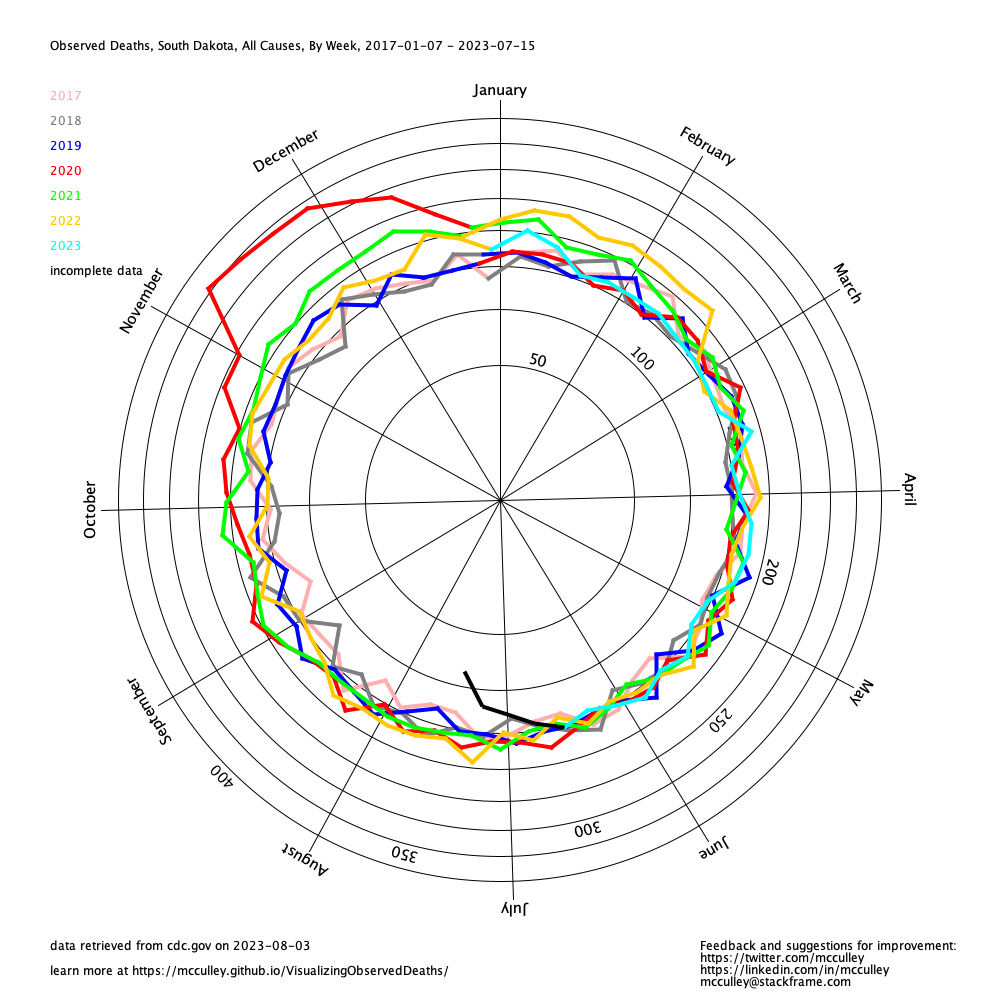 Observed Deaths, South Dakota, All Causes, By Week, 2017-01-07 - 2023-07-15
2017
2018
2019
2020
2021
2022
2023
incomplete data
January
February
March
April
May
June
July
August
September
October
November
December
50
100
200
250
300
350
400
data retrieved from cdc.gov on 2023-08-03
learn more at https://mcculley.github.io/VisualizingObservedDeaths/
Feedback and suggestions for improvement:
https://twitter.com/mcculley
https://linkedin.com/in/mcculley
mcculley@stackframe.com